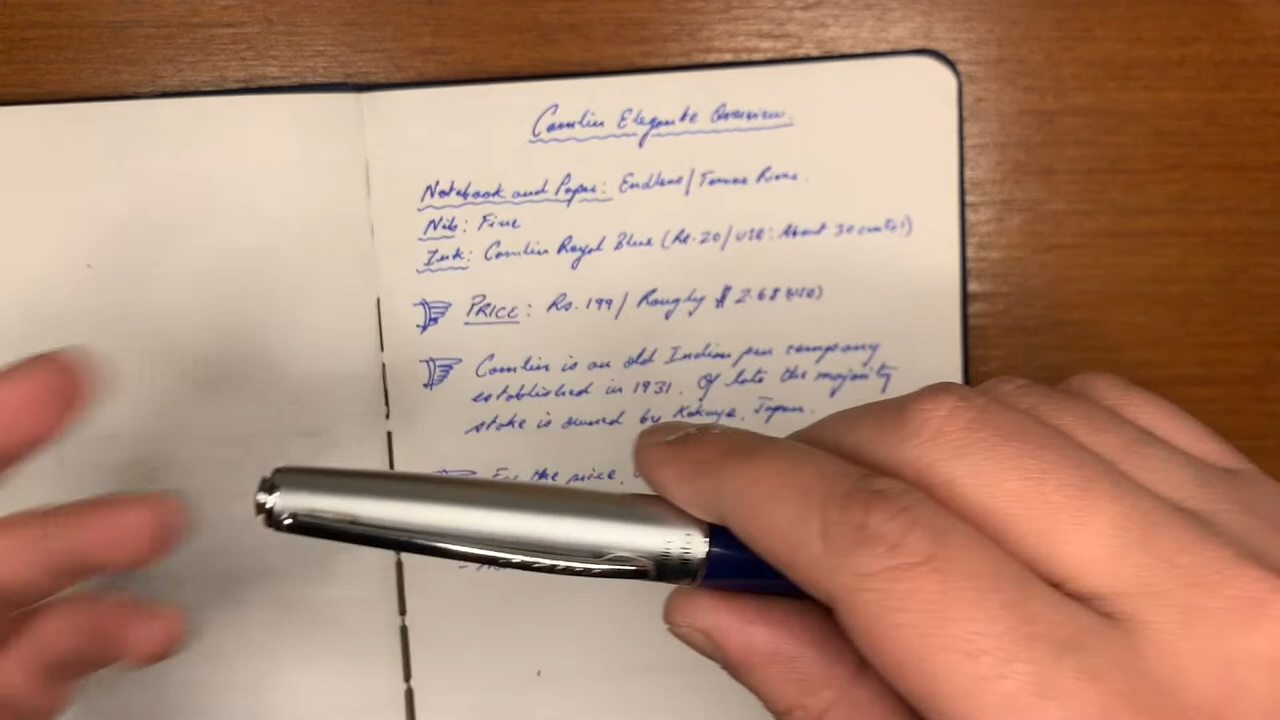 Camlin Elegante Overview.
Notebook and Paper: Endless/Tomoe River.
Nib: Fine
Ink: Camlin Royal Blue (Rs.20/USD: About 30 cents!)
PRICE: Rs. 199/ Roughly $ 2.68 (USD)
Camlin is an old Indian pen company
established in 1931. Of late the majority
stake is owned by Kokuyo, Japan.
For the price,